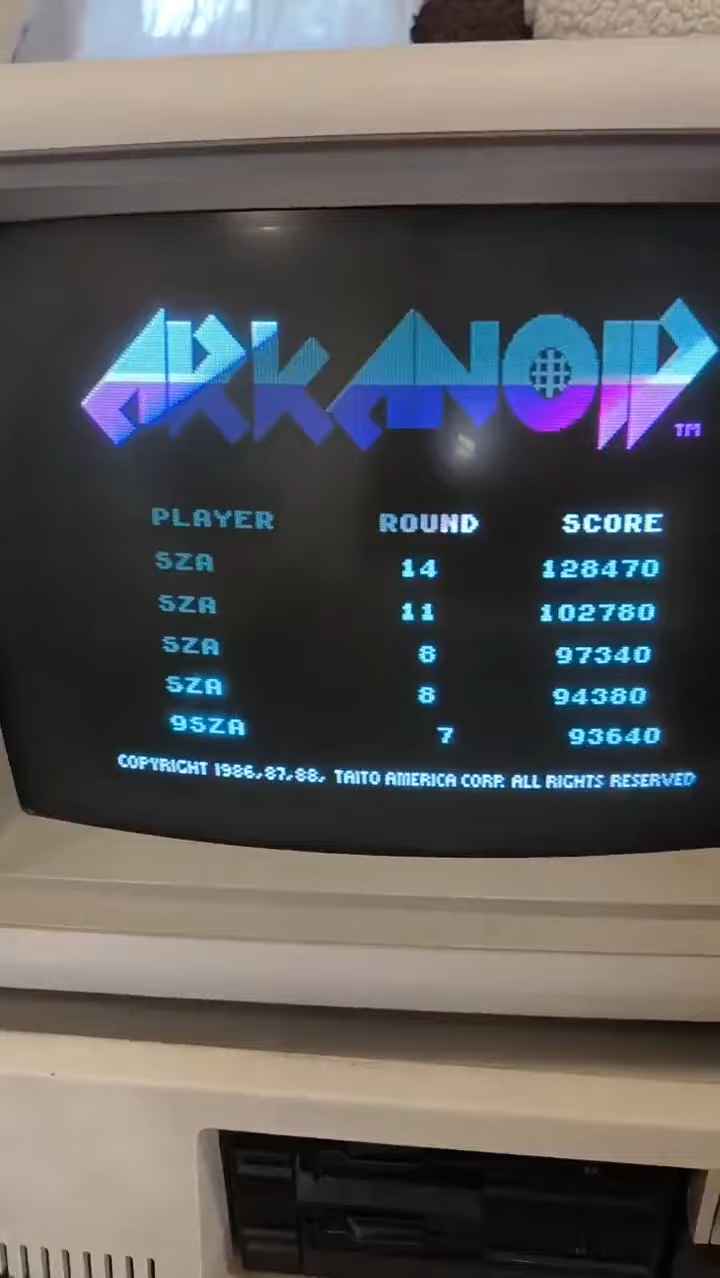 ARKANOID TM
PLAYER ROUND SCORE
SZA 14 128470
SZA 11 102780
SZA 8 97340
SZA 8 94380
9SZA 7 93640
COPYRIGHT 1986,87,88, TAITO AMERICA CORP. ALL RIGHTS RESERVED